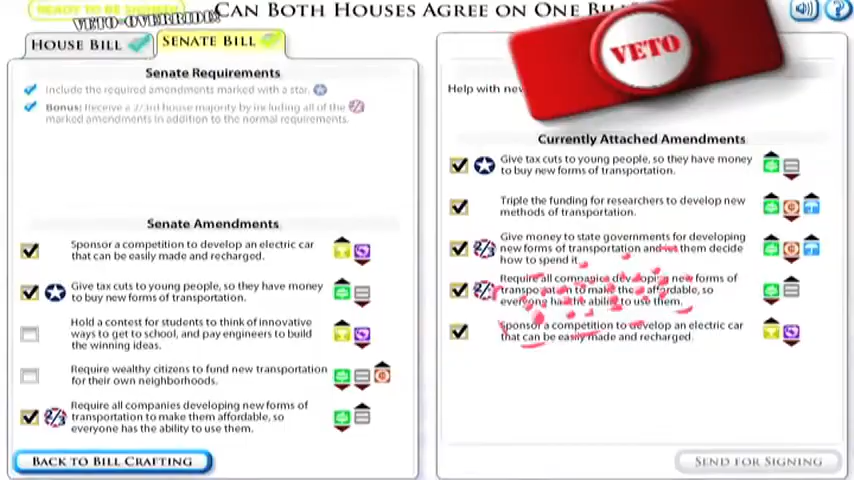 READY TO BE SIGNED!
VETO-OVERRIDE!
CAN BOTH HOUSES AGREE ON ONE
HOUSE BILL
SENATE BILL
VETO
Senate Requirements
Include the required amendments marked with a star.
Bonus: Receive a 2/3rd house majority by including all of the 2/3
marked amendments in addition to the normal requirements.
Senate Amendments
Sponsor a competition to develop an electric car
that can be easily made and recharged.
Give tax cuts to young people, so they have money
to buy new forms of transportation.
Hold a contest for students to think of innovative
ways to get to school, and pay engineers to build
the winning ideas.
Require wealthy citizens to fund new transportation
for their own neighborhoods.
2/3
Require all companies developing new forms of
transportation to make them affordable, so
everyone has the ability to use them.
BACK TO BILL CRAFTING
Help with new
Currently Attached Amendments
Give tax cuts to young people, so they have money
to buy new forms of transportation.
Triple the funding for researchers to develop new
methods of transportation.
2/3
Give money to state governments for developing
new forms of transportation and let them decide
how to spend it.
2/3
Require all companies developing new forms of
transportation to make them affordable, so
everyone has the ability to use them.
Sponsor a competition to develop an electric car
that can be easily made and recharged.
SEND FOR SIGNING